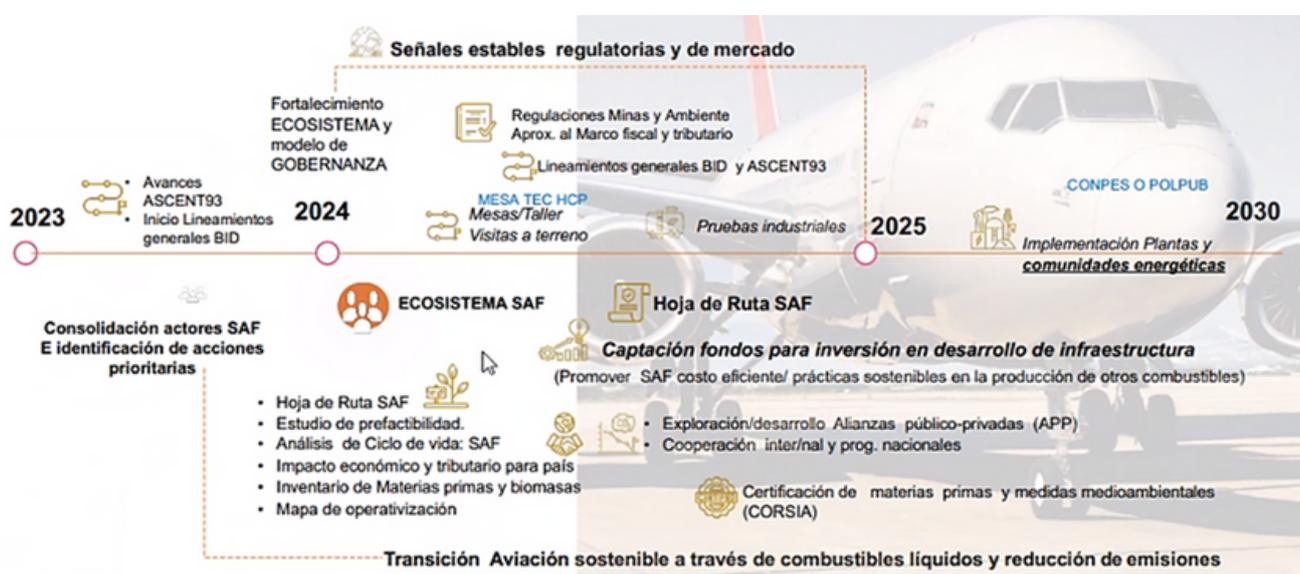 Señales estables regulatorias y de mercado
Fortalecimiento
ECOSISTEMA y
modelo de
GOBERNANZA
Regulaciones Minas y Ambiente
Aprox. al Marco fiscal y tributario
Lineamientos generales BID y ASCENT93
2023
• Avances
ASCENT93
• Inicio Lineamientos
generales BID
2024
MESA TEC HCP
Mesas/Taller
Visitas a terreno
Pruebas industriales
2025
CONPES O POLPUB
2030
Implementación Plantas y
comunidades energéticas
Consolidación actores SAF
E identificación de acciones
prioritarias
ECOSISTEMA SAF
Hoja de Ruta SAF
Captación fondos para inversión en desarrollo de infraestructura
(Promover SAF costo eficiente/ prácticas sostenibles en la producción de otros combustibles)
• Hoja de Ruta SAF
• Estudio de prefactibilidad.
• Análisis de Ciclo de vida: SAF
• Impacto económico y tributario para país
• Inventario de Materias primas y biomasas
• Mapa de operativización
• Exploración/desarrollo Alianzas público-privadas (APP)
• Cooperación inter/nal y prog. nacionales
Certificación de materias primas y medidas medioambientales
(CORSIA)
Transición Aviación sostenible a través de combustibles líquidos y reducción de emisiones